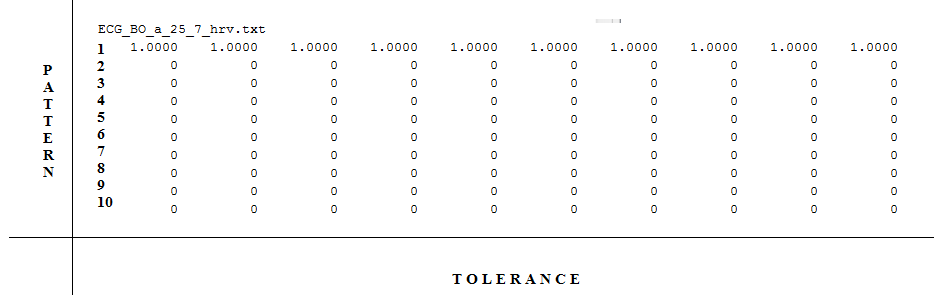 ECG_BO_a_25_7_hrv.txt
1 1.0000 1.0000 1.0000 1.0000 1.0000 1.0000 1.0000 1.0000 1.0000 1.0000
2 0 0 0 0 0 0 0 0 0 0
3 0 0 0 0 0 0 0 0 0 0
4 0 0 0 0 0 0 0 0 0 0
5 0 0 0 0 0 0 0 0 0 0
6 0 0 0 0 0 0 0 0 0 0
7 0 0 0 0 0 0 0 0 0 0
8 0 0 0 0 0 0 0 0 0 0
9 0 0 0 0 0 0 0 0 0 0
10 0 0 0 0 0 0 0 0 0 0
PATTERN
TOLERANCE